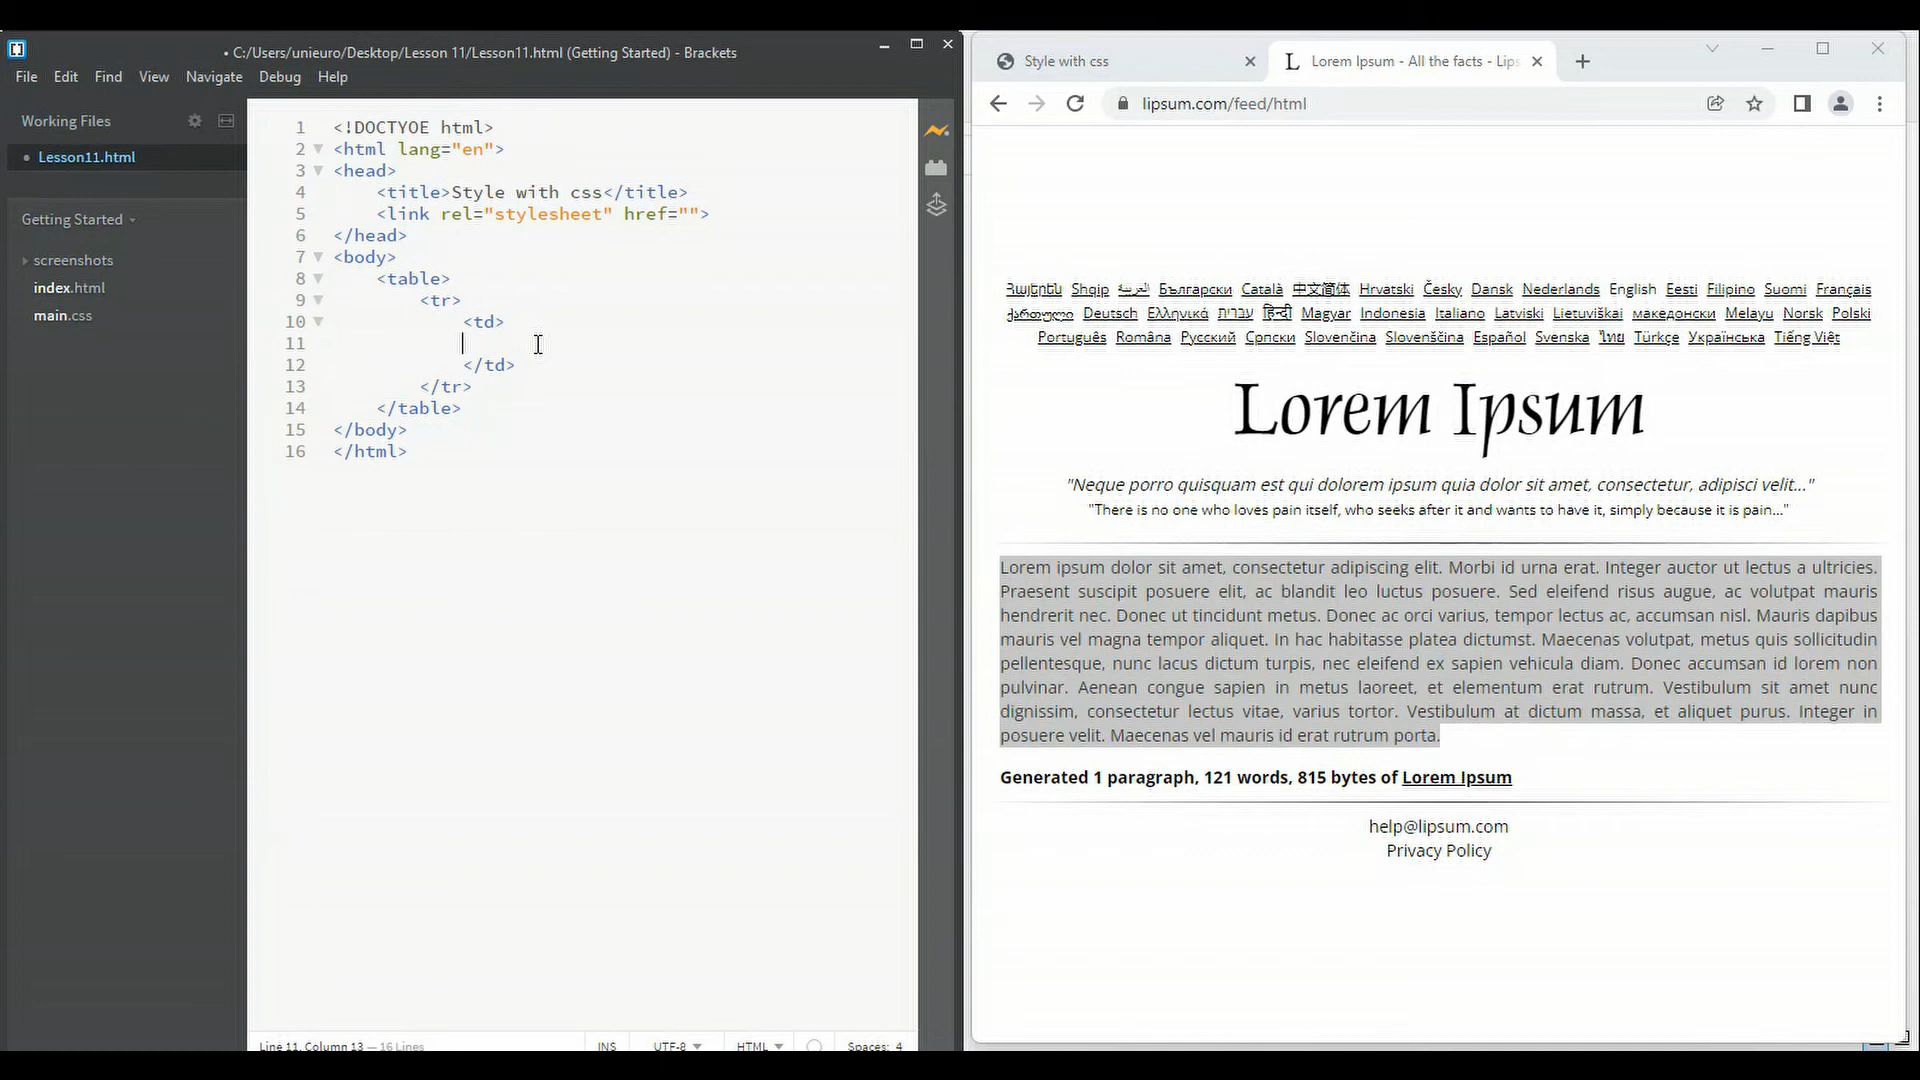 • C:/Users/unieuro/Desktop/Lesson 11/Lesson11.html (Getting Started) - Brackets
File Edit Find View Navigate Debug Help
Working Files
• Lesson11.html
Getting Started
screenshots
index.html
main.css
1 <!DOCTYOE html>
2 <html lang="en">
3 <head>
4 <title>Style with css</title>
5 <link rel="stylesheet" href="">
6 </head>
7 <body>
8 <table>
9 <tr>
10 <td>
11
12 </td>
13 </tr>
14 </table>
15 </body>
16 </html>
Line 11, Column 13 — 16 Lines INS UTF-8 HTML Spaces: 4
Style with css
L Lorem Ipsum - All the facts - Lips
lipsum.com/feed/html
Հայերեն Shqip العربية Български Català 中文简体 Hrvatski Česky Dansk Nederlands English Eesti Filipino Suomi Français
ქართული Deutsch Ελληνικά עברית हिन्दी Magyar Indonesia Italiano Latviski Lietuviškai македонски Melayu Norsk Polski
Português Româna Pyccкий Српски Slovenčina Slovenščina Español Svenska ไทย Türkçe Українська Tiếng Việt
Lorem Ipsum
"Neque porro quisquam est qui dolorem ipsum quia dolor sit amet, consectetur, adipisci velit..."
"There is no one who loves pain itself, who seeks after it and wants to have it, simply because it is pain..."
Lorem ipsum dolor sit amet, consectetur adipiscing elit. Morbi id urna erat. Integer auctor ut lectus a ultricies.
Praesent suscipit posuere elit, ac blandit leo luctus posuere. Sed eleifend risus augue, ac volutpat mauris
hendrerit nec. Donec ut tincidunt metus. Donec ac orci varius, tempor lectus ac, accumsan nisl. Mauris dapibus
mauris vel magna tempor aliquet. In hac habitasse platea dictumst. Maecenas volutpat, metus quis sollicitudin
pellentesque, nunc lacus dictum turpis, nec eleifend ex sapien vehicula diam. Donec accumsan id lorem non
pulvinar. Aenean congue sapien in metus laoreet, et elementum erat rutrum. Vestibulum sit amet nunc
dignissim, consectetur lectus vitae, varius tortor. Vestibulum at dictum massa, et aliquet purus. Integer in
posuere velit. Maecenas vel mauris id erat rutrum porta.
Generated 1 paragraph, 121 words, 815 bytes of Lorem Ipsum
help@lipsum.com
Privacy Policy